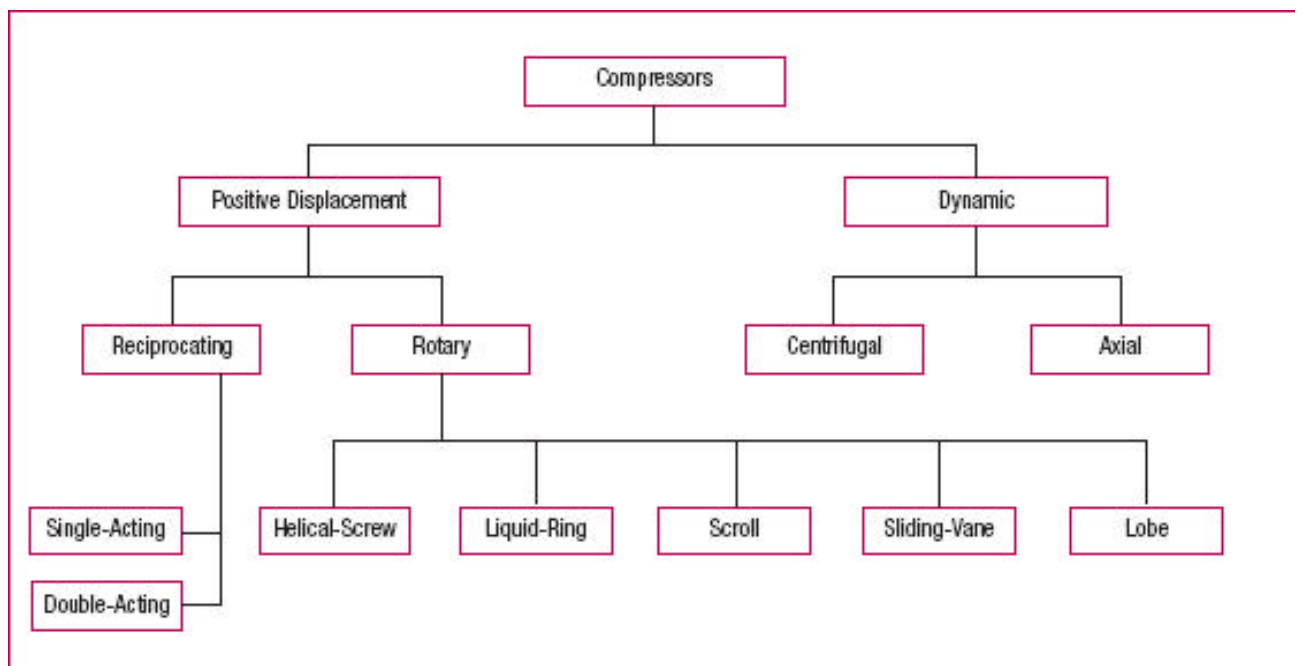 Compressors
Positive Displacement
Dynamic
Reciprocating
Rotary
Centrifugal
Axial
Single-Acting
Helical-Screw
Liquid-Ring
Scroll
Sliding-Vane
Lobe
Double-Acting